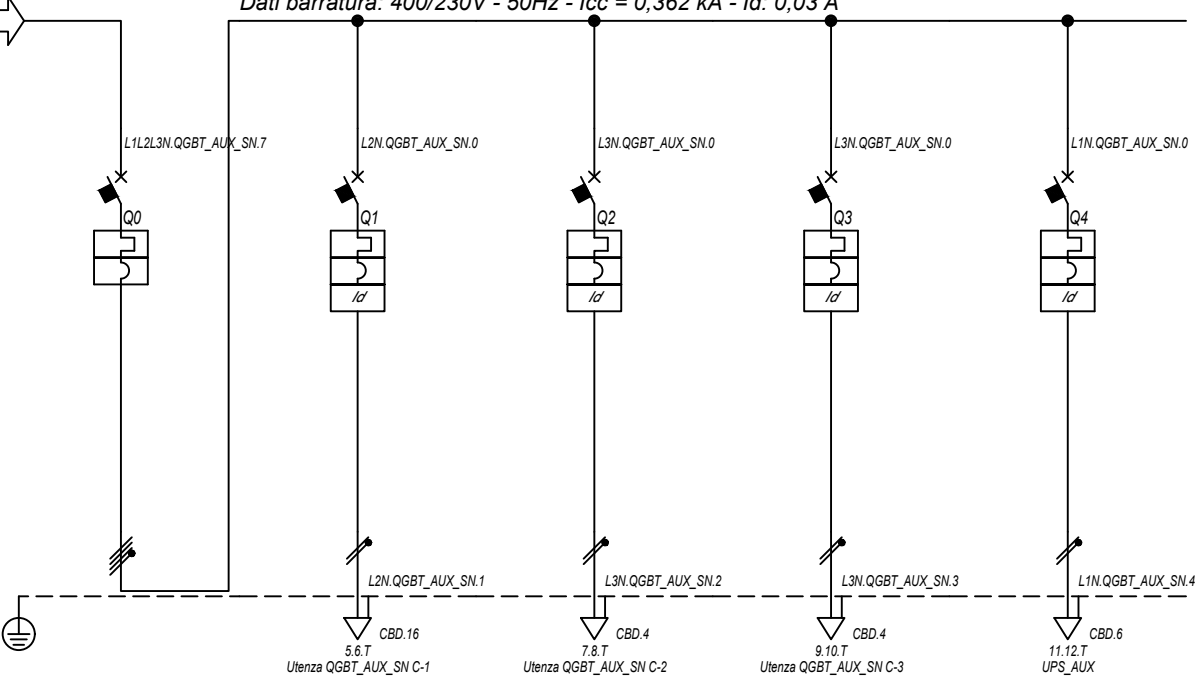 Dati barratura: 400/230V - 50Hz - Icc = 0,362 kA - Id: 0,03 A
L1L2L3N.QGBT_AUX_SN.7
L2N.QGBT_AUX_SN.0
L3N.QGBT_AUX_SN.0
L3N.QGBT_AUX_SN.0
L1N.QGBT_AUX_SN.0
Q0
Q1
Q2
Q3
Q4
Id
Id
Id
Id
L2N.QGBT_AUX_SN.1
L3N.QGBT_AUX_SN.2
L3N.QGBT_AUX_SN.3
L1N.QGBT_AUX_SN.4
CBD.16
CBD.4
CBD.4
CBD.6
5.6.T
7.8.T
9.10.T
11.12.T
Utenza QGBT_AUX_SN C-1
Utenza QGBT_AUX_SN C-2
Utenza QGBT_AUX_SN C-3
UPS_AUX